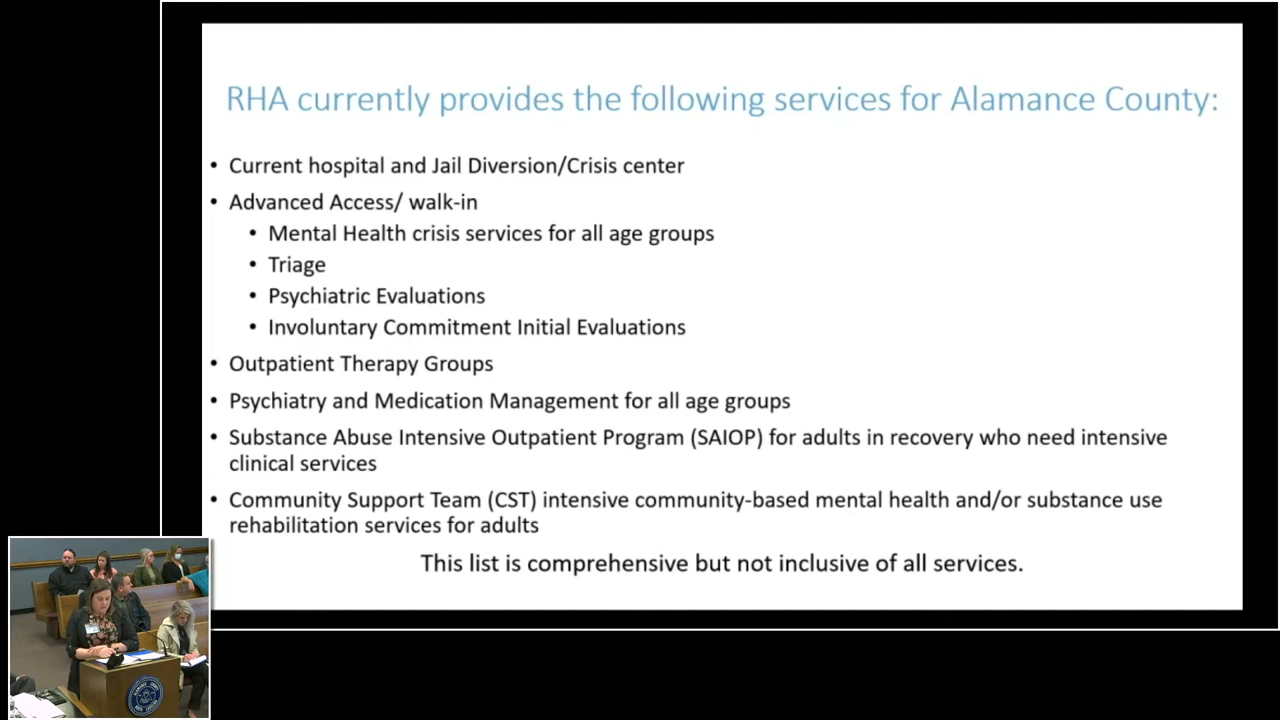 RHA currently provides the following services for Alamance County:
• Current hospital and Jail Diversion/Crisis center
• Advanced Access/ walk-in
• Mental Health crisis services for all age groups
• Triage
• Psychiatric Evaluations
• Involuntary Commitment Initial Evaluations
• Outpatient Therapy Groups
• Psychiatry and Medication Management for all age groups
• Substance Abuse Intensive Outpatient Program (SAIOP) for adults in recovery who need intensive
clinical services
• Community Support Team (CST) intensive community-based mental health and/or substance use
rehabilitation services for adults
This list is comprehensive but not inclusive of all services.